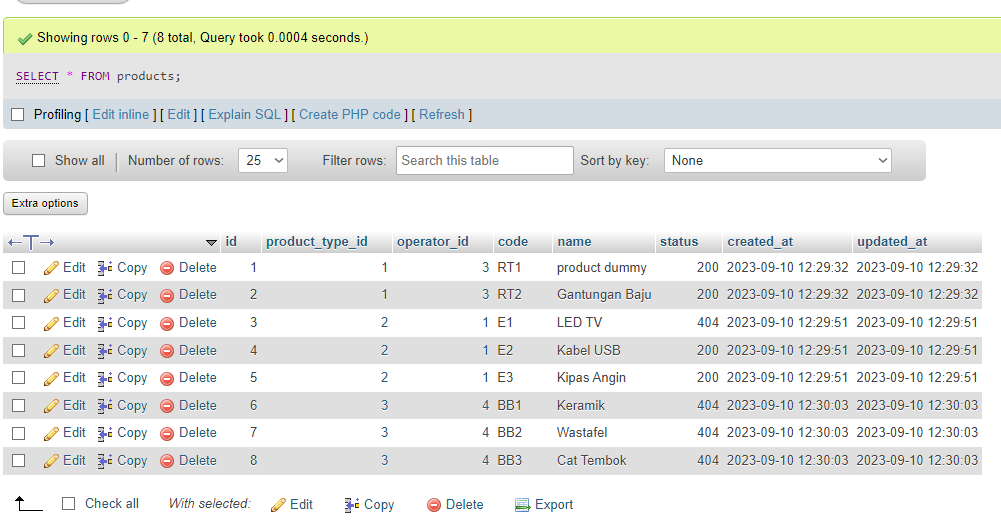 Showing rows 0 - 7 (8 total, Query took 0.0004 seconds.)
SELECT * FROM products;
Profiling [ Edit inline ] [ Edit ] [ Explain SQL ] [ Create PHP code ] [ Refresh ]
Show all Number of rows: 25 Filter rows: Search this table Sort by key: None
Extra options
id product_type_id operator_id code name status created_at updated_at
Edit Copy Delete 1 1 3 RT1 product dummy 200 2023-09-10 12:29:32 2023-09-10 12:29:32
Edit Copy Delete 2 1 3 RT2 Gantungan Baju 200 2023-09-10 12:29:32 2023-09-10 12:29:32
Edit Copy Delete 3 2 1 E1 LED TV 404 2023-09-10 12:29:51 2023-09-10 12:29:51
Edit Copy Delete 4 2 1 E2 Kabel USB 200 2023-09-10 12:29:51 2023-09-10 12:29:51
Edit Copy Delete 5 2 1 E3 Kipas Angin 200 2023-09-10 12:29:51 2023-09-10 12:29:51
Edit Copy Delete 6 3 4 BB1 Keramik 404 2023-09-10 12:30:03 2023-09-10 12:30:03
Edit Copy Delete 7 3 4 BB2 Wastafel 404 2023-09-10 12:30:03 2023-09-10 12:30:03
Edit Copy Delete 8 3 4 BB3 Cat Tembok 404 2023-09-10 12:30:03 2023-09-10 12:30:03
Check all With selected: Edit Copy Delete Export